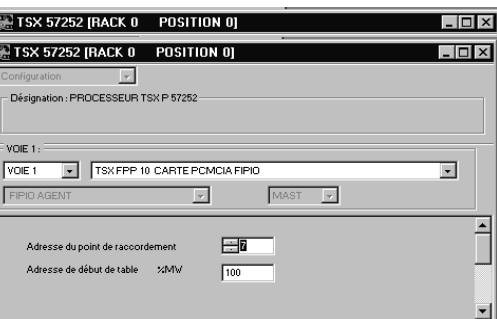 TSX 57252 [RACK 0 POSITION 0]
TSX 57252 [RACK 0 POSITION 0]
Configuration
Désignation : PROCESSEUR TSX P 57252
VOIE 1 :
VOIE 1 TSX FPP 10 CARTE PCMCIA FIPIO
FIPIO AGENT MAST
Adresse du point de raccordement 7
Adresse de début de table %MW 100